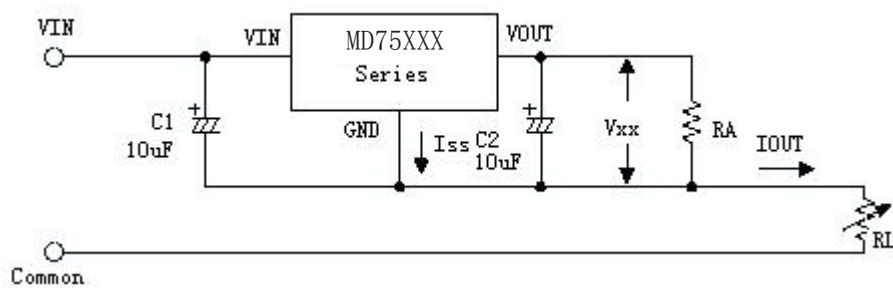 VIN
VIN
MD75XXX
Series
VOUT
GND
C1
10uF
Iss
C2
10uF
Vxx
RA
IOUT
RL
Common